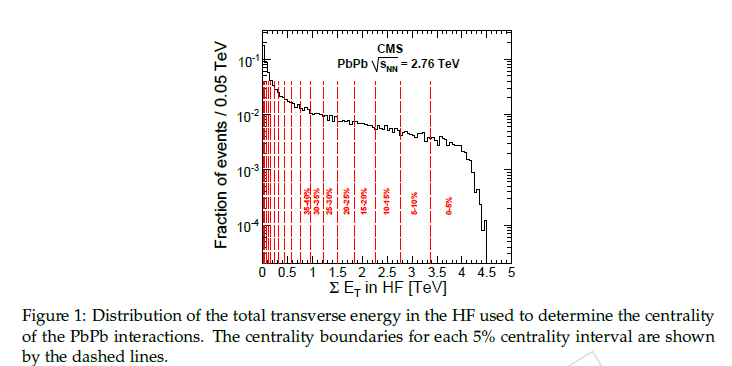 CMS
PbPb √sNN = 2.76 TeV
Fraction of events / 0.05 TeV
10-1
10-2
10-3
10-4
35-40%
30-35%
25-30%
20-25%
15-20%
10-15%
5-10%
0-5%
0 0.5 1 1.5 2 2.5 3 3.5 4 4.5 5
Σ ET in HF [TeV]
Figure 1: Distribution of the total transverse energy in the HF used to determine the centrality
of the PbPb interactions. The centrality boundaries for each 5% centrality interval are shown
by the dashed lines.